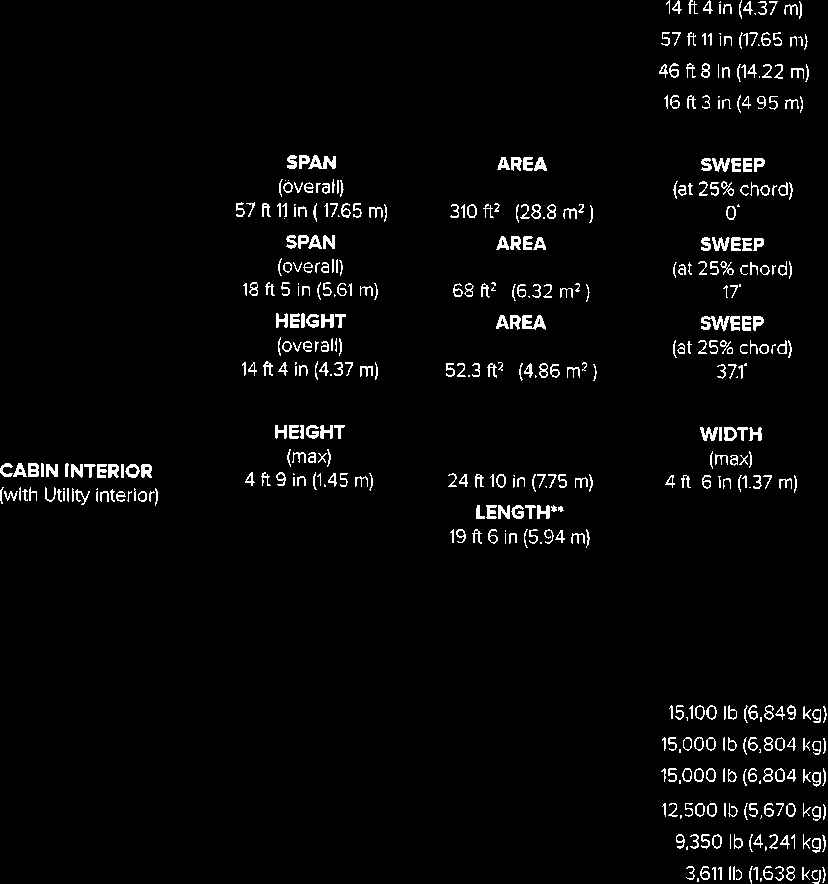 14 ft 4 in (4.37 m)
57 ft 11 in (17.65 m)
46 ft 8 in (14.22 m)
16 ft 3 in (4 95 m)
SPAN AREA SWEEP
(overall) (at 25% chord)
57 ft 11 in ( 17.65 m) 310 ft² (28.8 m² ) 0°
SPAN AREA SWEEP
(overall) (at 25% chord)
18 ft 5 in (5.61 m) 68 ft² (6.32 m² ) 17°
HEIGHT AREA SWEEP
(overall) (at 25% chord)
14 ft 4 in (4.37 m) 52.3 ft² (4.86 m² ) 37.1°
HEIGHT WIDTH
(max) (max)
CABIN INTERIOR
(with Utility interior) 4 ft 9 in (1.45 m) 24 ft 10 in (7.75 m) 4 ft 6 in (1.37 m)
LENGTH**
19 ft 6 in (5.94 m)
15,100 lb (6,849 kg)
15,000 lb (6,804 kg)
15,000 lb (6,804 kg)
12,500 lb (5,670 kg)
9,350 lb (4,241 kg)
3,611 lb (1,638 kg)